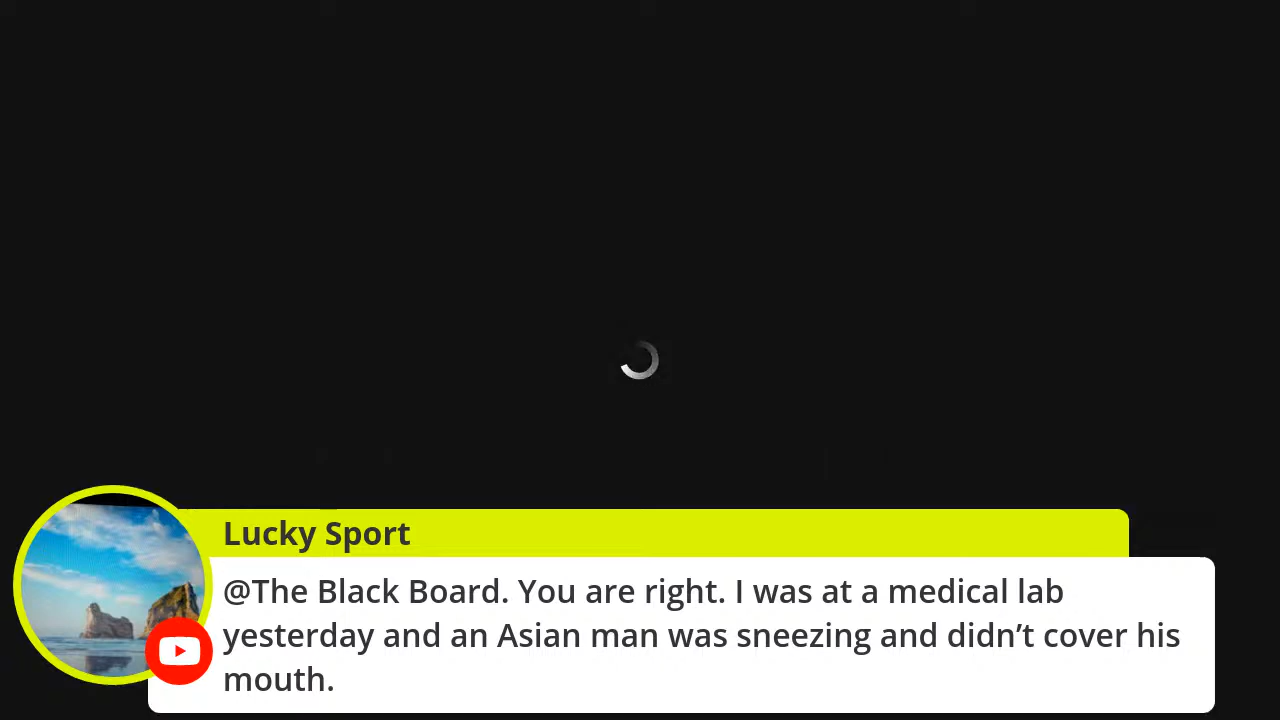 Lucky Sport
@The Black Board. You are right. I was at a medical lab
yesterday and an Asian man was sneezing and didn’t cover his
mouth.